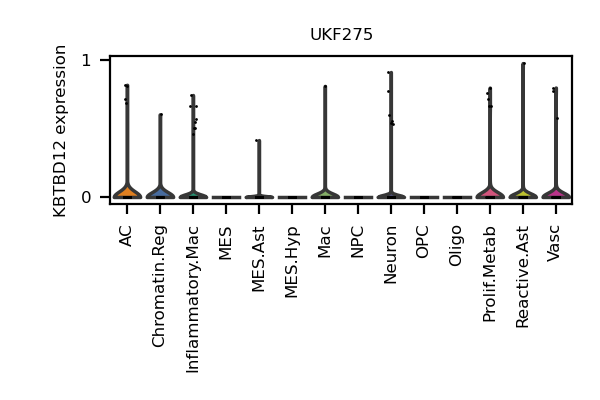 UKF275
KBTBD12 expression
1
0
AC
Chromatin.Reg
Inflammatory.Mac
MES
MES.Ast
MES.Hyp
Mac
NPC
Neuron
OPC
Oligo
Prolif.Metab
Reactive.Ast
Vasc